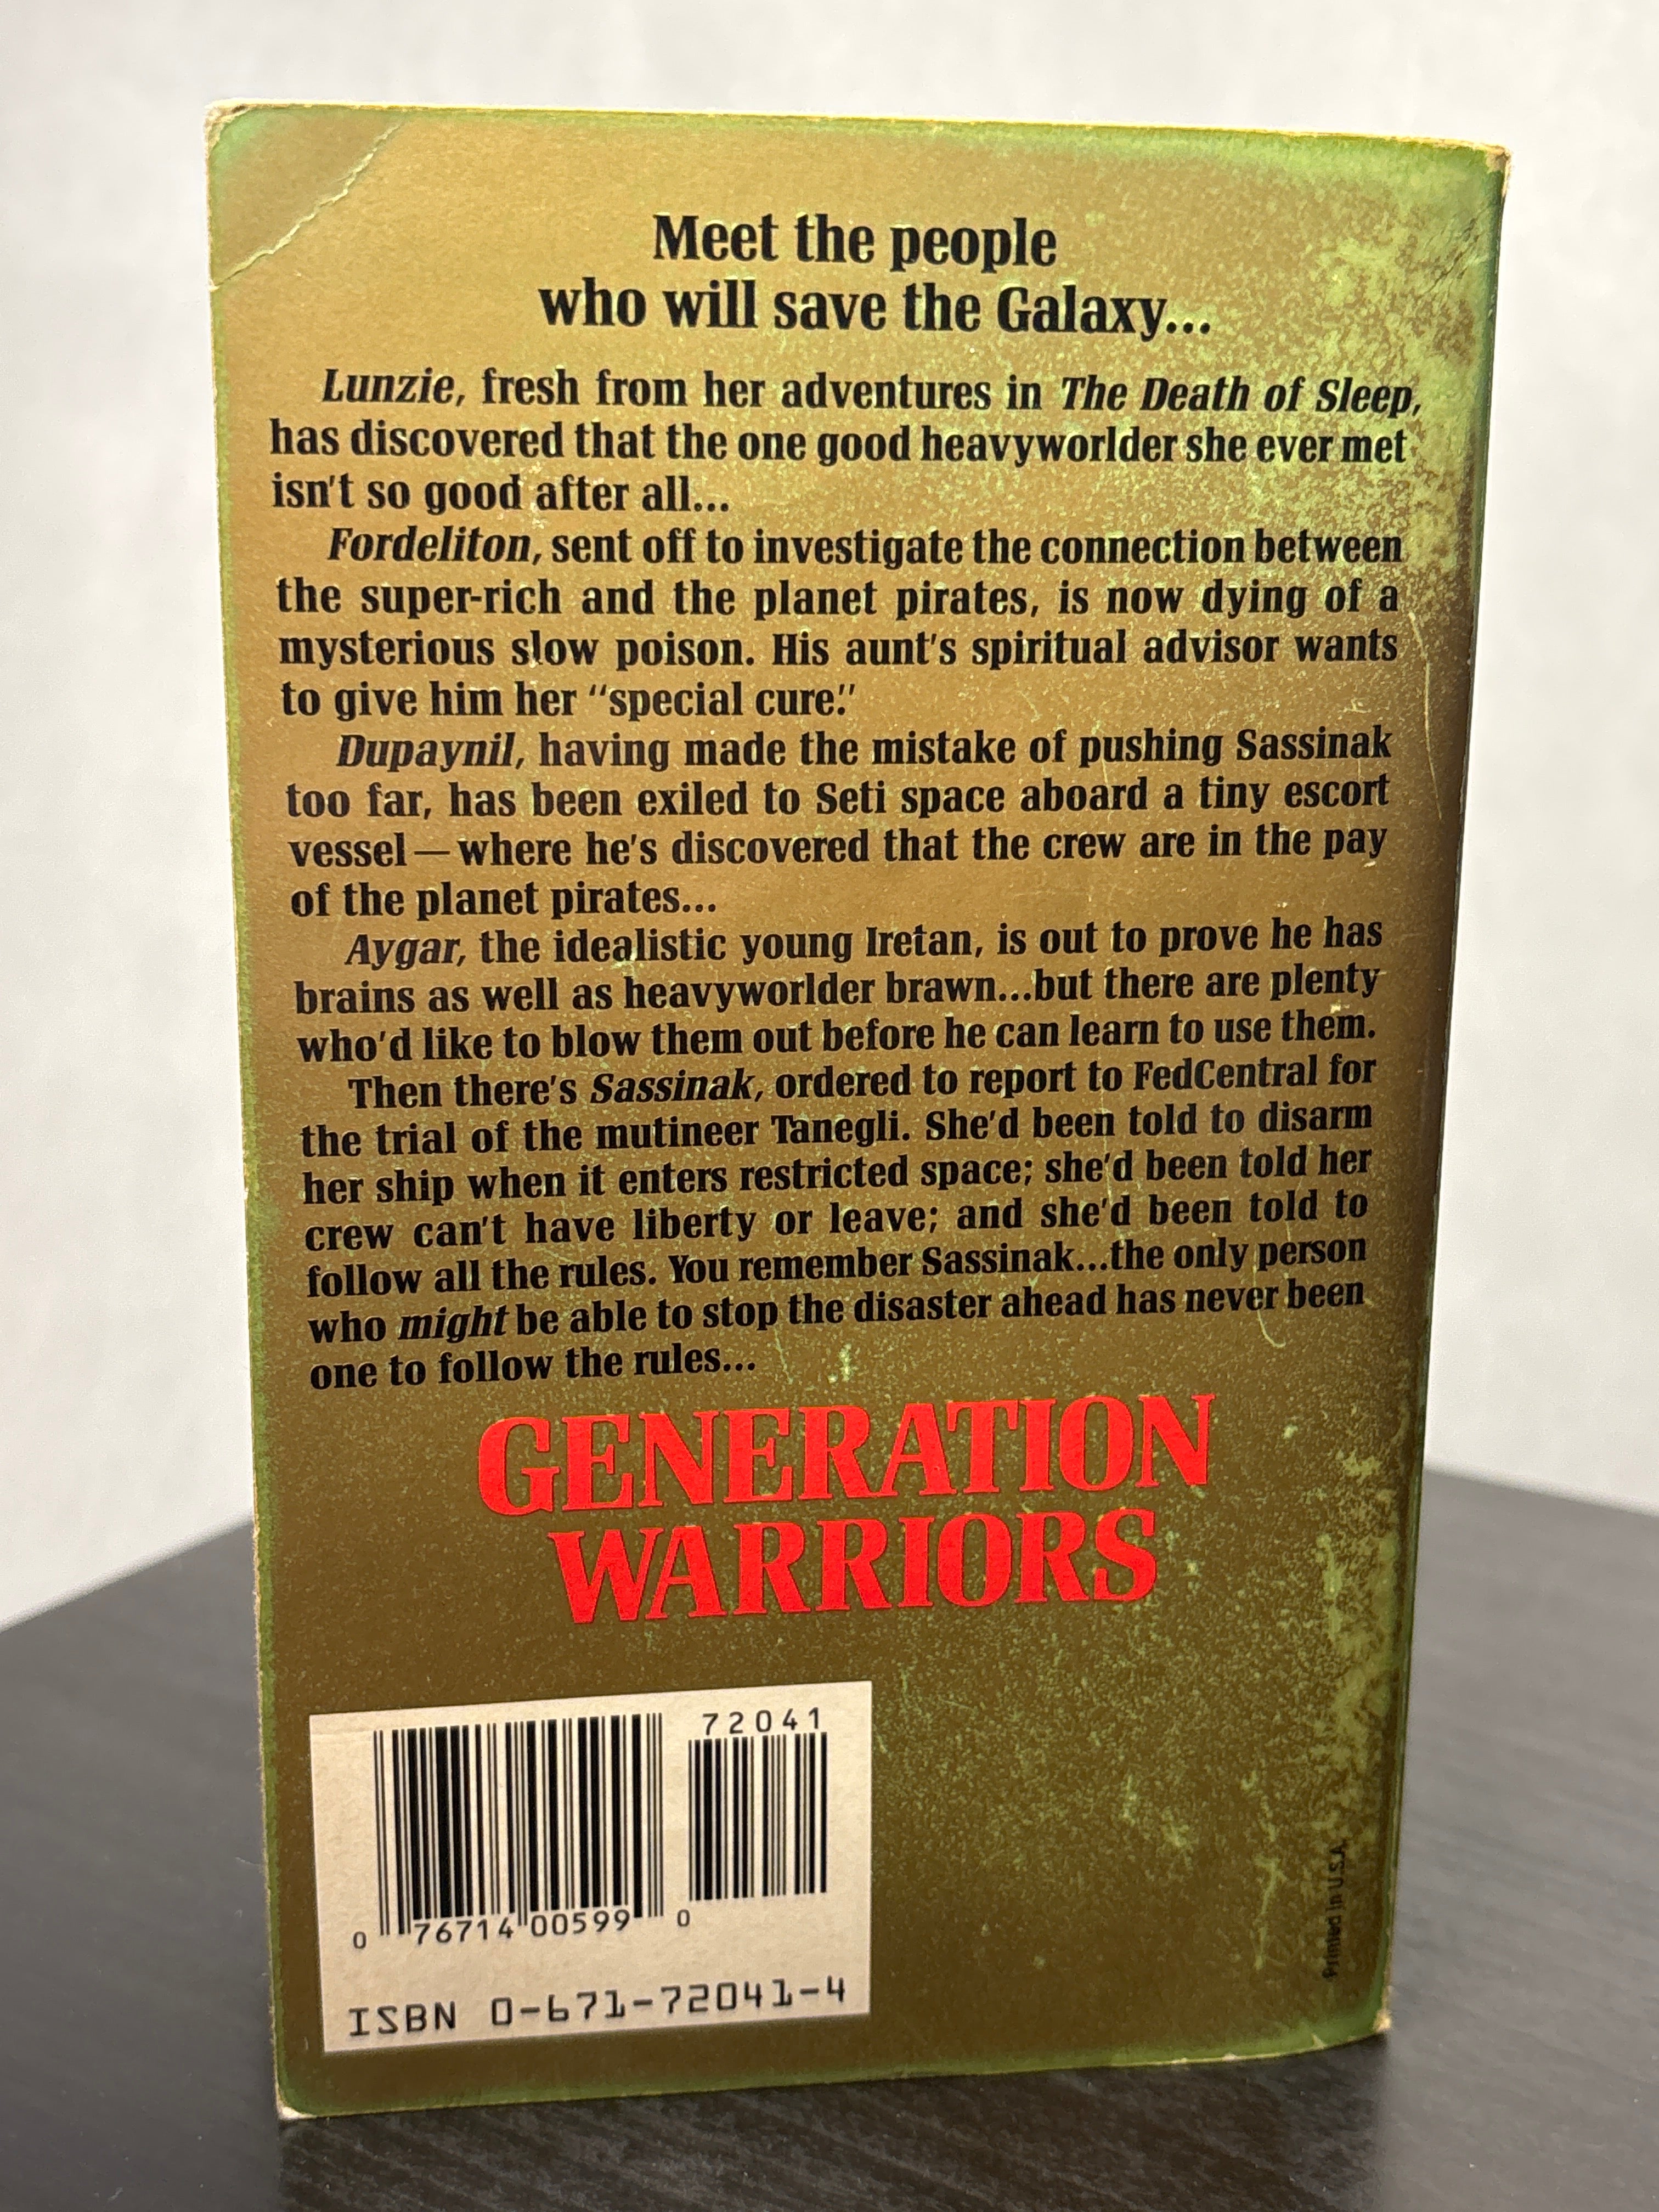 Meet the people
who will save the Galaxy...
Lunzie, fresh from her adventures in The Death of Sleep,
has discovered that the one good heavyworlder she ever met
isn't so good after all...
Fordeliton, sent off to investigate the connection between
the super-rich and the planet pirates, is now dying of a
mysterious slow poison. His aunt's spiritual advisor wants
to give him her "special cure."
Dupaynil, having made the mistake of pushing Sassinak
too far, has been exiled to Seti space aboard a tiny escort
vessel—where he's discovered that the crew are in the pay
of the planet pirates...
Aygar, the idealistic young Iretan, is out to prove he has
brains as well as heavyworlder brawn...but there are plenty
who'd like to blow them out before he can learn to use them.
Then there's Sassinak, ordered to report to FedCentral for
the trial of the mutineer Tanegli. She'd been told to disarm
her ship when it enters restricted space; she'd been told her
crew can't have liberty or leave; and she'd been told to
follow all the rules. You remember Sassinak...the only person
who might be able to stop the disaster ahead has never been
one to follow the rules...
GENERATION
WARRIORS
72041
0 76714 00599 0
ISBN 0-671-72041-4
Printed in U.S.A.